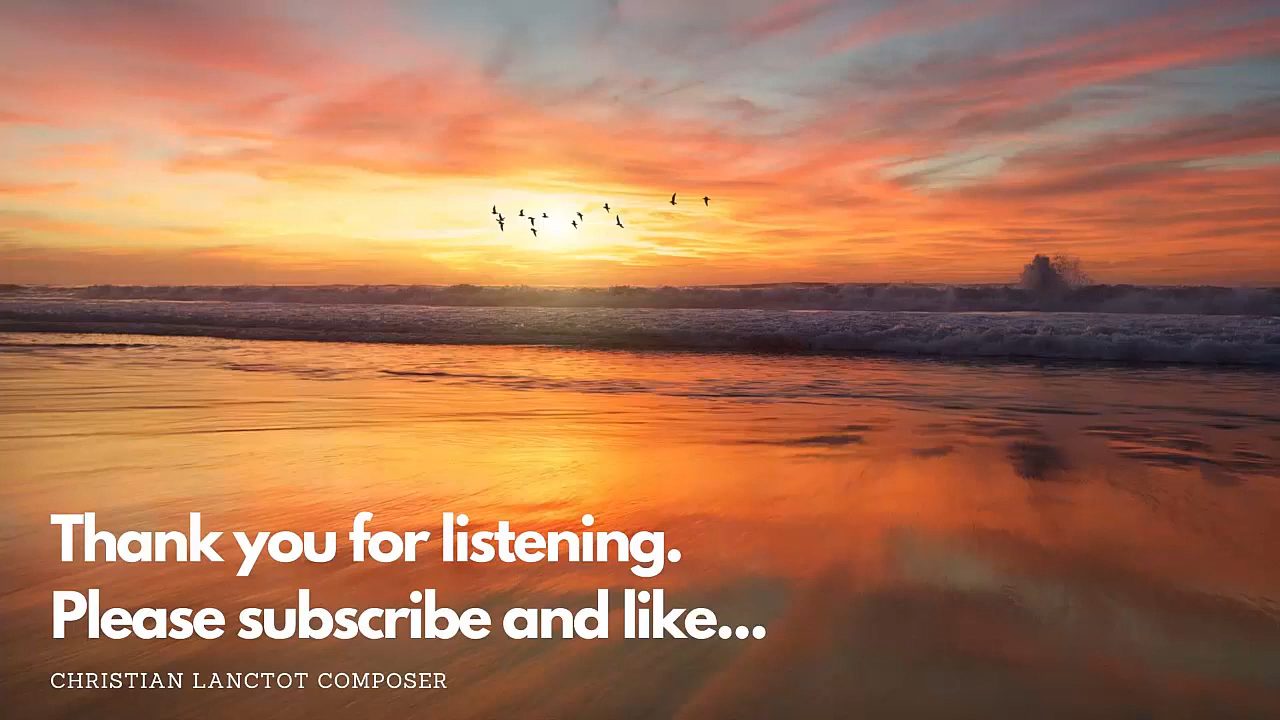 Thank you for listening.
Please subscribe and like...
CHRISTIAN LANCTOT COMPOSER